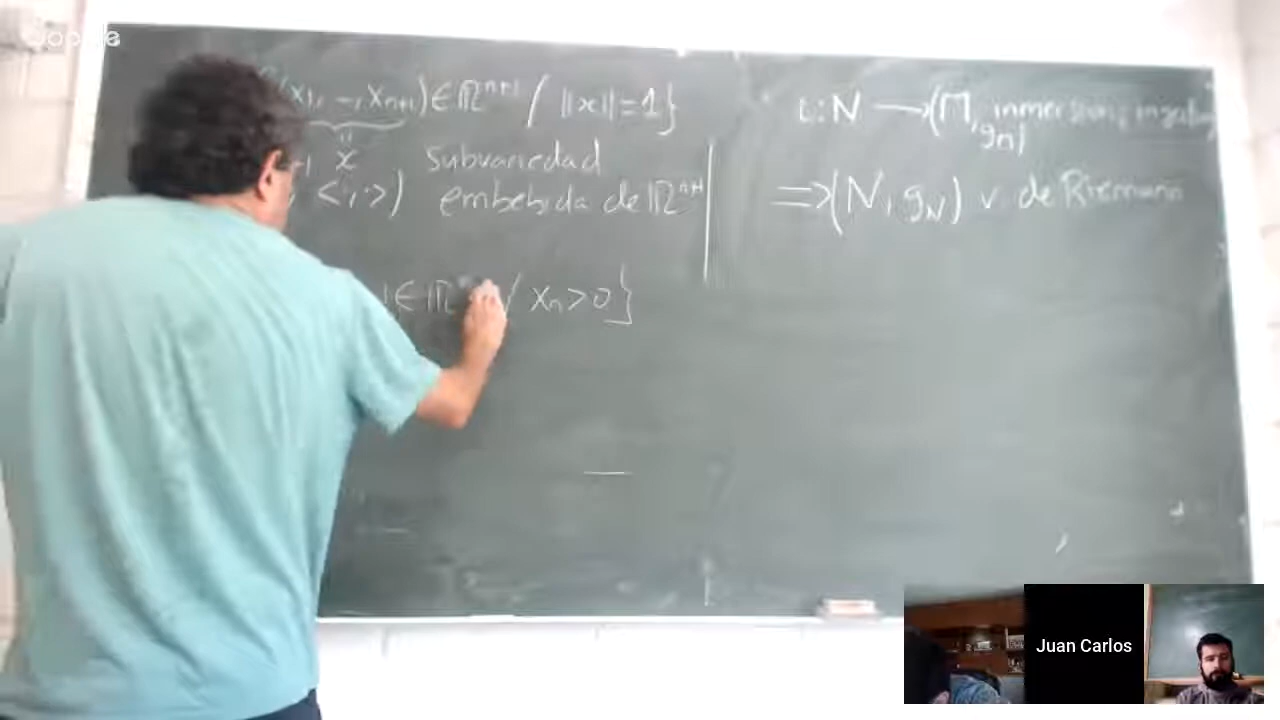 (x₁, –, xₙ₊₁) ∈ ℝⁿ⁺¹ / ||x|| = 1}
x subvariedad
<,>) embebida de ℝⁿ⁺¹
∈ ℝ / xₙ > 0}
i: N → (M, gₘ) inmersión
⇒ (N, g_N) v. de Riemann
Juan Carlos